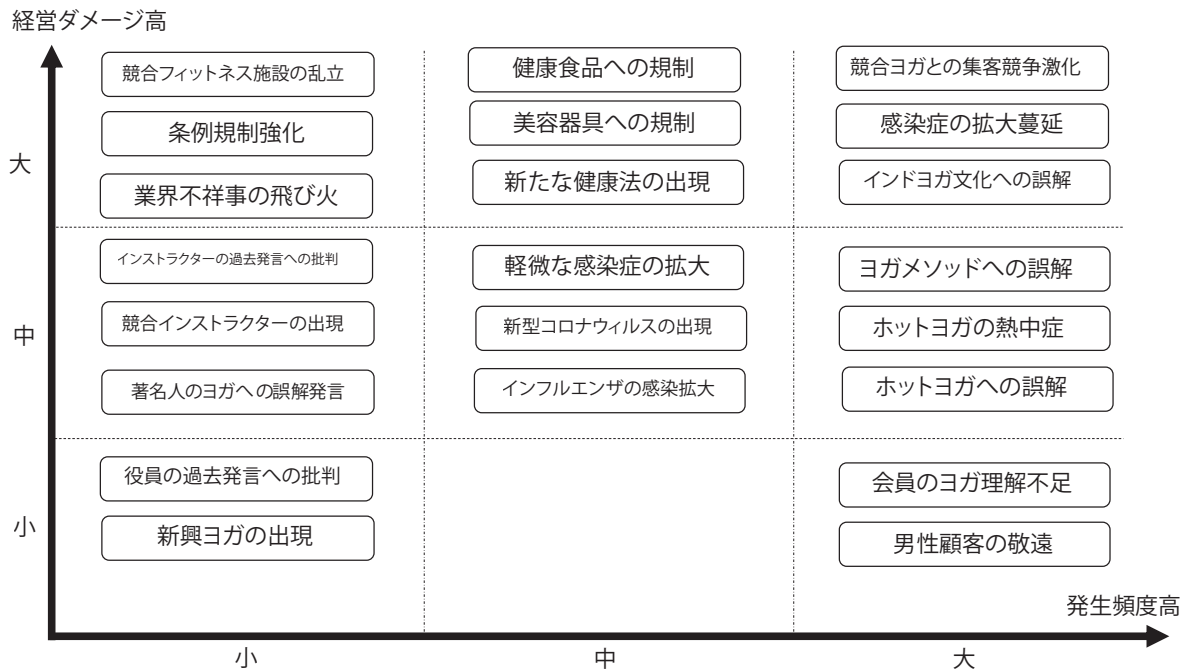 経営ダメージ高
競合フィットネス施設の乱立
健康食品への規制
競合ヨガとの集客競争激化
条例規制強化
美容器具への規制
感染症の拡大蔓延
大
業界不祥事の飛び火
新たな健康法の出現
インドヨガ文化への誤解
インストラクターの過去発言への批判
軽微な感染症の拡大
ヨガメソッドへの誤解
中
競合インストラクターの出現
新型コロナウィルスの出現
ホットヨガの熱中症
著名人のヨガへの誤解発言
インフルエンザの感染拡大
ホットヨガへの誤解
役員の過去発言への批判
会員のヨガ理解不足
小
新興ヨガの出現
男性顧客の敬遠
発生頻度高
小
中
大